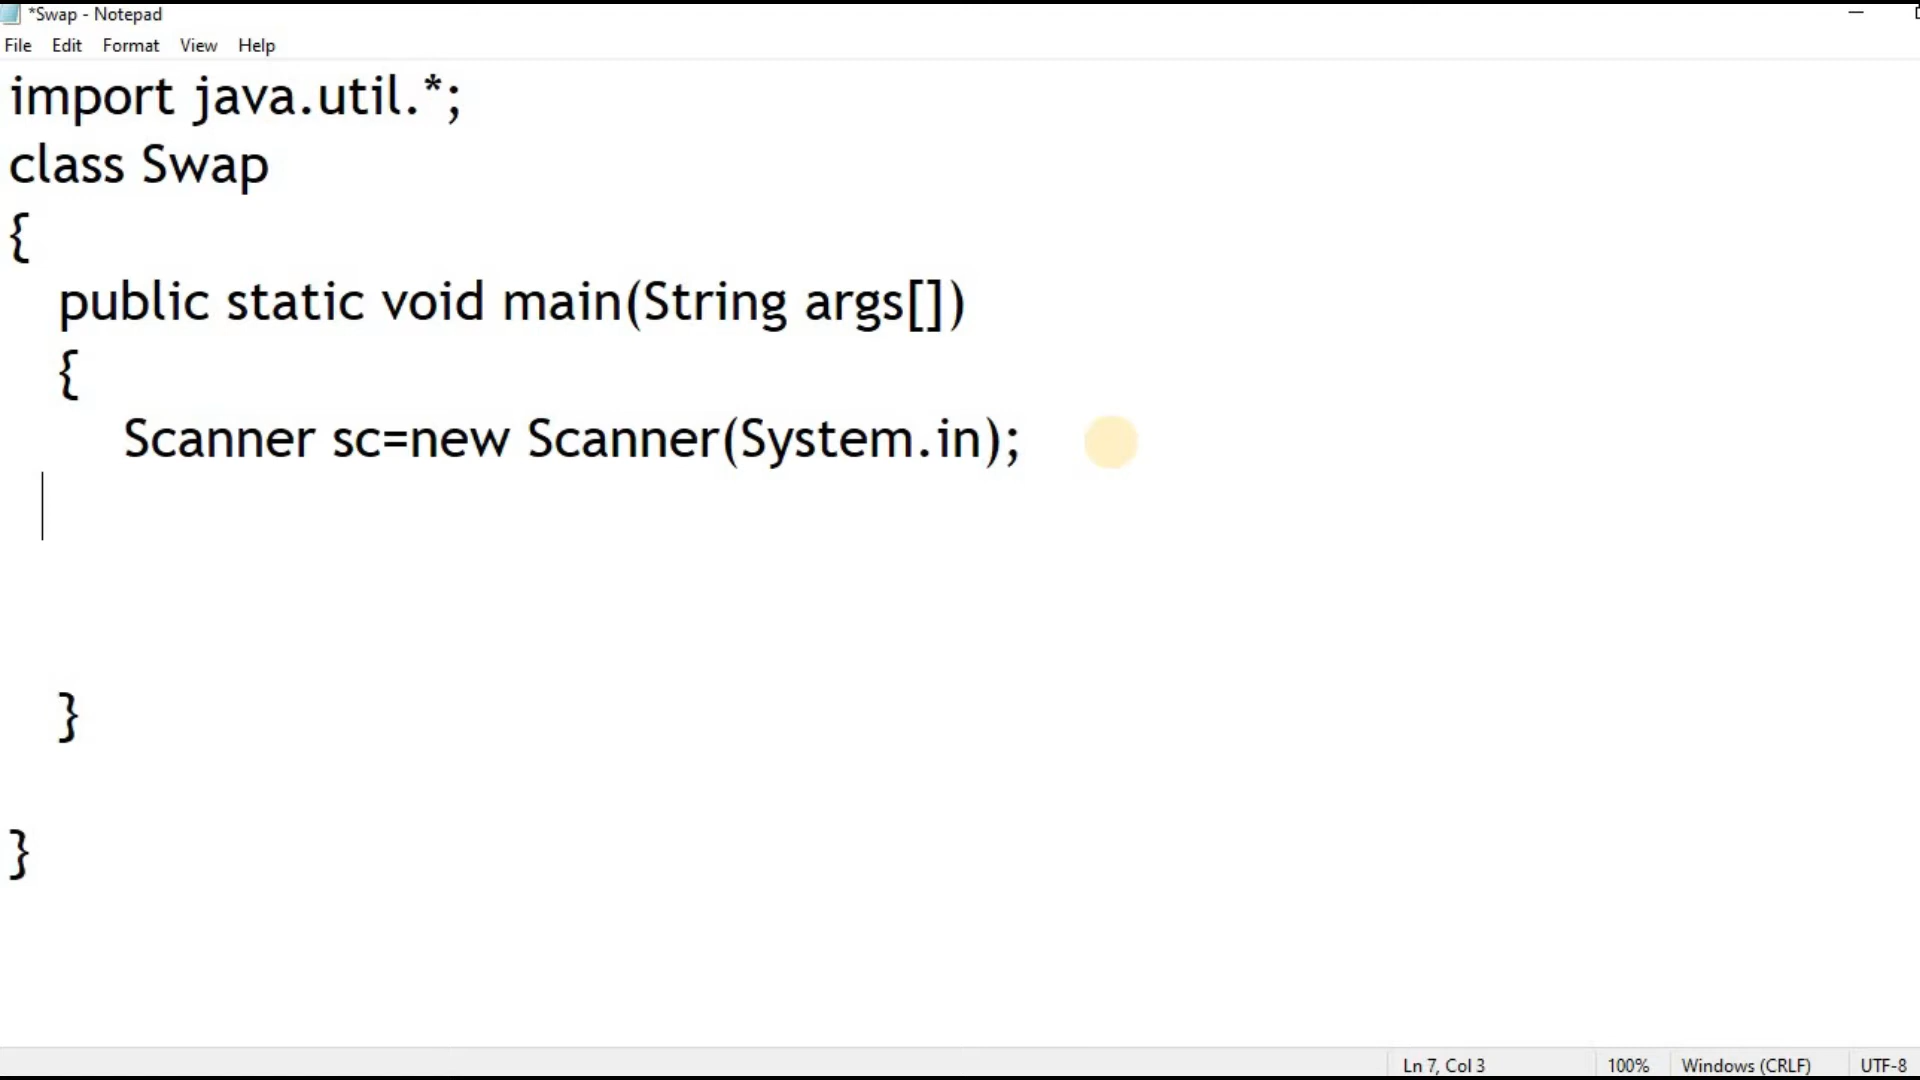 *Swap - Notepad
File Edit Format View Help
import java.util.*;
class Swap
{
public static void main(String args[])
{
Scanner sc=new Scanner(System.in);
}
}
Ln 7, Col 3 100% Windows (CRLF) UTF-8